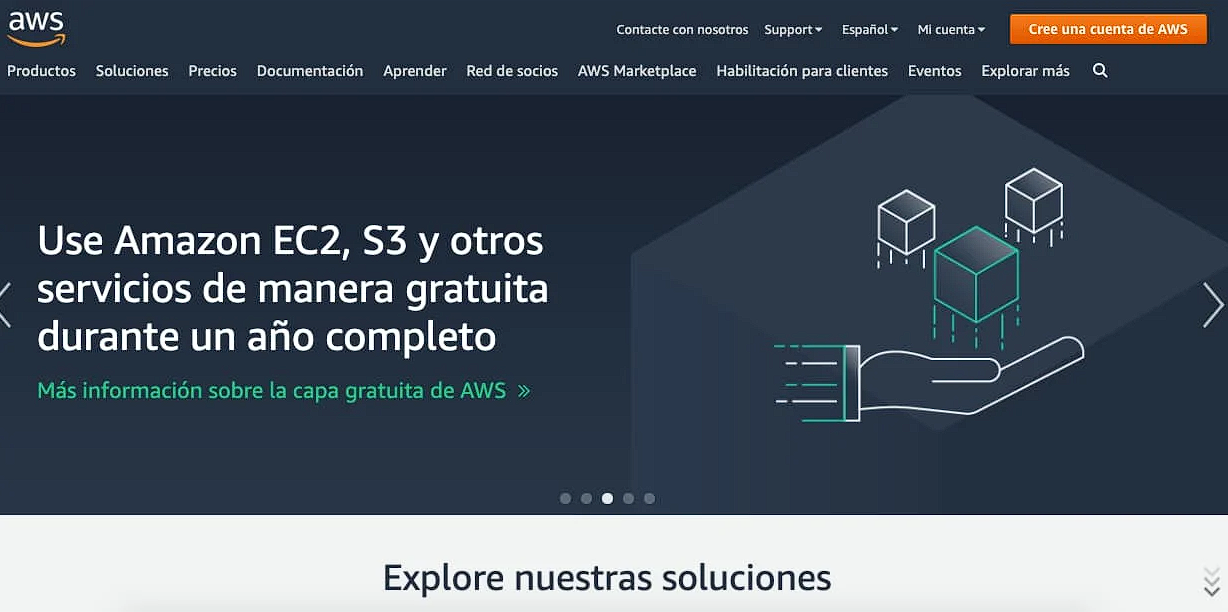 aws
Contacte con nosotros Support Español Mi cuenta Cree una cuenta de AWS
Productos Soluciones Precios Documentación Aprender Red de socios AWS Marketplace Habilitación para clientes Eventos Explorar más
Use Amazon EC2, S3 y otros
servicios de manera gratuita
durante un año completo
Más información sobre la capa gratuita de AWS »
Explore nuestras soluciones